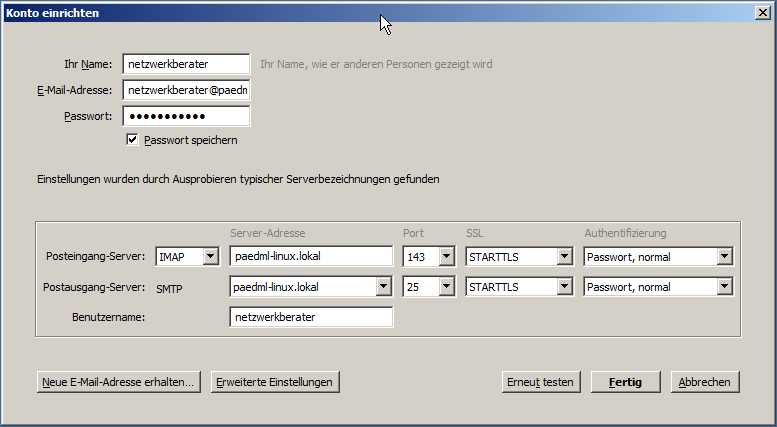 Konto einrichten
Ihr Name: netzwerkberater Ihr Name, wie er anderen Personen gezeigt wird
E-Mail-Adresse: netzwerkberater@paedm
Passwort: ●●●●●●●●●●●
Passwort speichern
Einstellungen wurden durch Ausprobieren typischer Serverbezeichnungen gefunden
Server-Adresse Port SSL Authentifizierung
Posteingang-Server: IMAP paedml-linux.lokal 143 STARTTLS Passwort, normal
Postausgang-Server: SMTP paedml-linux.lokal 25 STARTTLS Passwort, normal
Benutzername: netzwerkberater
Neue E-Mail-Adresse erhalten... Erweiterte Einstellungen Erneut testen Fertig Abbrechen